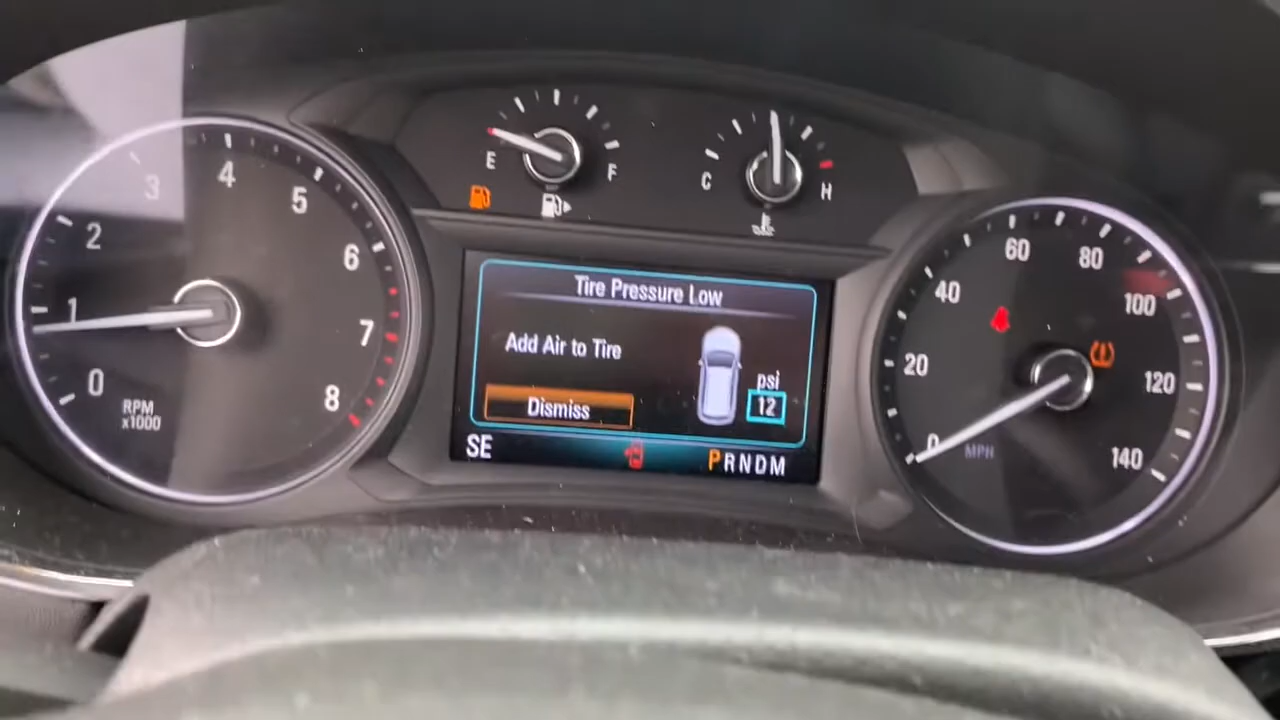 E
F
C
H
0
1
2
3
4
5
6
7
8
RPM
x1000
Tire Pressure Low
Add Air to Tire
psi
12
Dismiss
SE
PRNDM
0
20
40
60
80
100
120
140
MPH